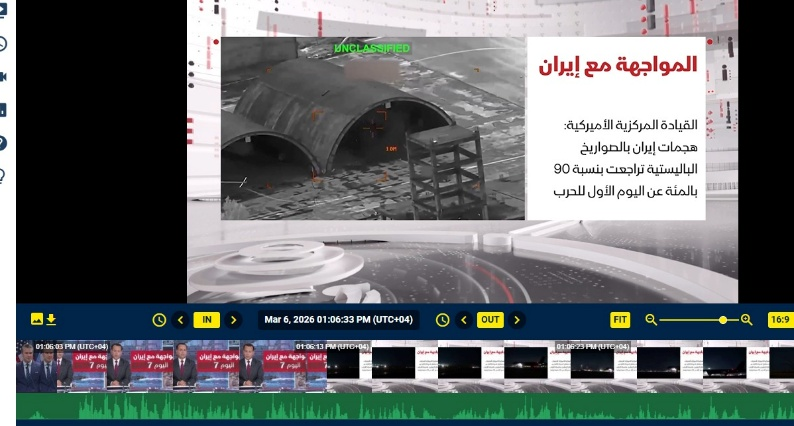 UNCLASSIFIED
المواجهة مع إيران
القيادة المركزية الأميركية:
هجمات إيران بالصواريخ
الباليستية تراجعت بنسبة 90
بالمئة عن اليوم الأول للحرب
IN
Mar 6, 2026 01:06:33 PM (UTC+04)
OUT
FIT
16:9
01:06:03 PM (UTC+04)
01:06:13 PM (UTC+04)
01:06:23 PM (UTC+04)